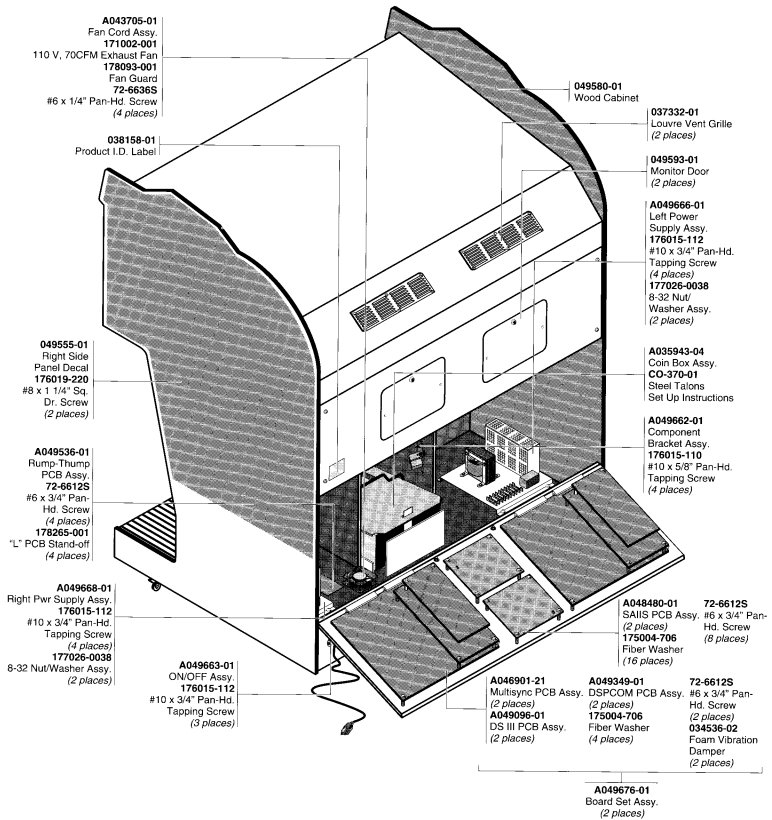 A043705-01
Fan Cord Assy.
171002-001
110 V, 70CFM Exhaust Fan
178093-001
Fan Guard
72-6636S
#6 x 1/4" Pan-Hd. Screw
(4 places)
038158-01
Product I.D. Label
049555-01
Right Side
Panel Decal
176019-220
#8 x 1 1/4" Sq.
Dr. Screw
(2 places)
A049536-01
Rump-Thump
PCB Assy.
72-6612S
#6 x 3/4" Pan-
Hd. Screw
(4 places)
178265-001
"L" PCB Stand-off
(4 places)
A049668-01
Right Pwr Supply Assy.
176015-112
#10 x 3/4" Pan-Hd.
Tapping Screw
(4 places)
177026-0038
8-32 Nut/Washer Assy.
(2 places)
A049663-01
ON/OFF Assy.
176015-112
#10 x 3/4" Pan-Hd.
Tapping Screw
(3 places)
049580-01
Wood Cabinet
037332-01
Louvre Vent Grille
(2 places)
049593-01
Monitor Door
(2 places)
A049666-01
Left Power
Supply Assy.
176015-112
#10 x 3/4" Pan-Hd.
Tapping Screw
(4 places)
177026-0038
8-32 Nut/
Washer Assy.
(2 places)
A035943-04
Coin Box Assy.
CO-370-01
Steel Talons
Set Up Instructions
A049662-01
Component
Bracket Assy.
176015-110
#10 x 5/8" Pan-Hd.
Tapping Screw
(4 places)
A048480-01
SAIIS PCB Assy.
(2 places)
175004-706
Fiber Washer
(16 places)
72-6612S
#6 x 3/4" Pan-
Hd. Screw
(8 places)
A046901-21
Multisync PCB Assy.
(2 places)
A049096-01
DS III PCB Assy.
(2 places)
A049349-01
DSPCOM PCB Assy.
(2 places)
175004-706
Fiber Washer
(4 places)
72-6612S
#6 x 3/4" Pan-
Hd. Screw
(2 places)
034536-02
Foam Vibration
Damper
(2 places)
A049676-01
Board Set Assy.
(2 places)